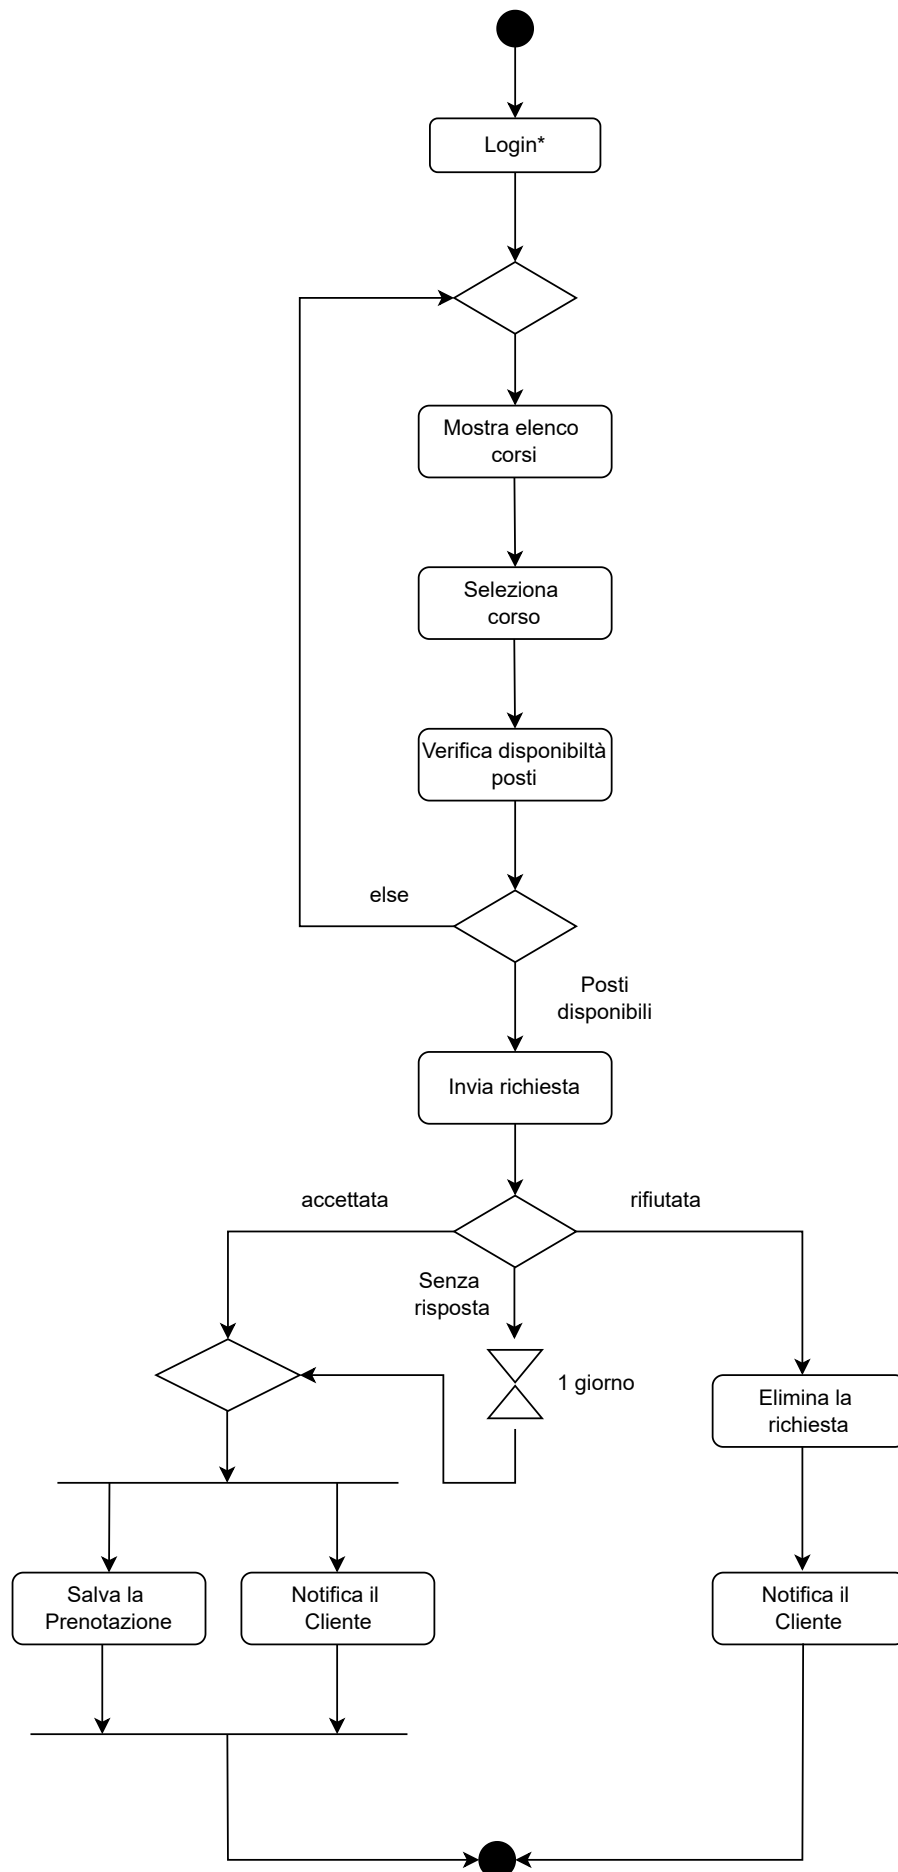 Login*
Mostra elenco
corsi
Seleziona
corso
Verifica disponibiltà
posti
else
Posti
disponibili
Invia richiesta
accettata
rifiutata
Senza
risposta
1 giorno
Elimina la
richiesta
Salva la
Prenotazione
Notifica il
Cliente
Notifica il
Cliente